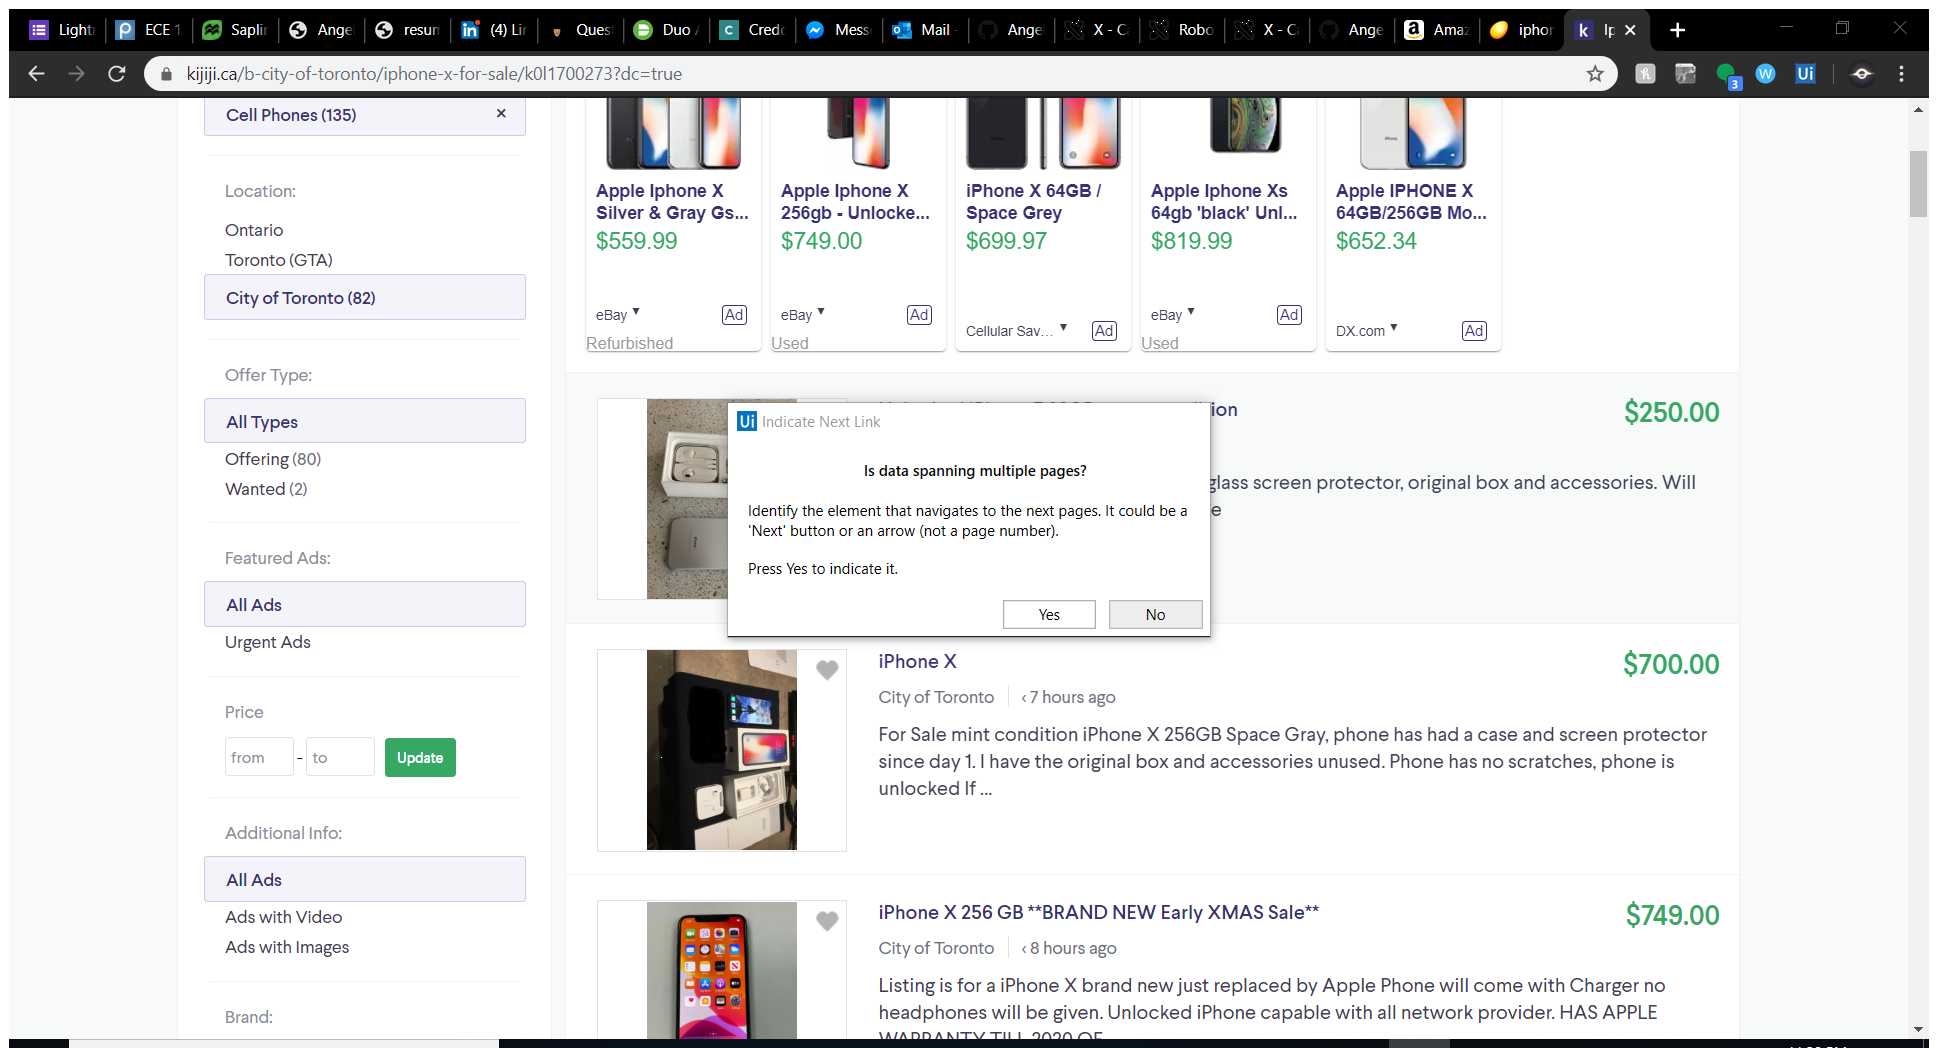 Light
ECE 1
Saplin
Ange
resum
(4) Lin
Ques
Duo
Cred
Mess
Mail
Ange
X - C
Robo
X - C
Ange
Amaz
iphon
Ip
kijiji.ca/b-city-of-toronto/iphone-x-for-sale/k0l1700273?dc=true
3
W
Ui
Cell Phones (135)
Location:
Ontario
Toronto (GTA)
City of Toronto (82)
Offer Type:
All Types
Offering (80)
Wanted (2)
Featured Ads:
All Ads
Urgent Ads
Price
from - to Update
Additional Info:
All Ads
Ads with Video
Ads with Images
Brand:
Apple Iphone X
Silver & Gray Gs...
$559.99
eBay
Ad
Refurbished
Apple Iphone X
256gb - Unlocke...
$749.00
eBay
Ad
Used
iPhone X 64GB /
Space Grey
$699.97
Cellular Sav...
Ad
Apple Iphone Xs
64gb 'black' Unl...
$819.99
eBay
Ad
Used
Apple IPHONE X
64GB/256GB Mo...
$652.34
DX.com
Ad
ion
$250.00
glass screen protector, original box and accessories. Will
e
Ui Indicate Next Link
Is data spanning multiple pages?
Identify the element that navigates to the next pages. It could be a
'Next' button or an arrow (not a page number).
Press Yes to indicate it.
Yes
No
iPhone X
$700.00
City of Toronto
‹ 7 hours ago
For Sale mint condition iPhone X 256GB Space Gray, phone has had a case and screen protector
since day 1. I have the original box and accessories unused. Phone has no scratches, phone is
unlocked If ...
iPhone X 256 GB **BRAND NEW Early XMAS Sale**
$749.00
City of Toronto
‹ 8 hours ago
Listing is for a iPhone X brand new just replaced by Apple Phone will come with Charger no
headphones will be given. Unlocked iPhone capable with all network provider. HAS APPLE
WARRANTY TILL 2020 OF